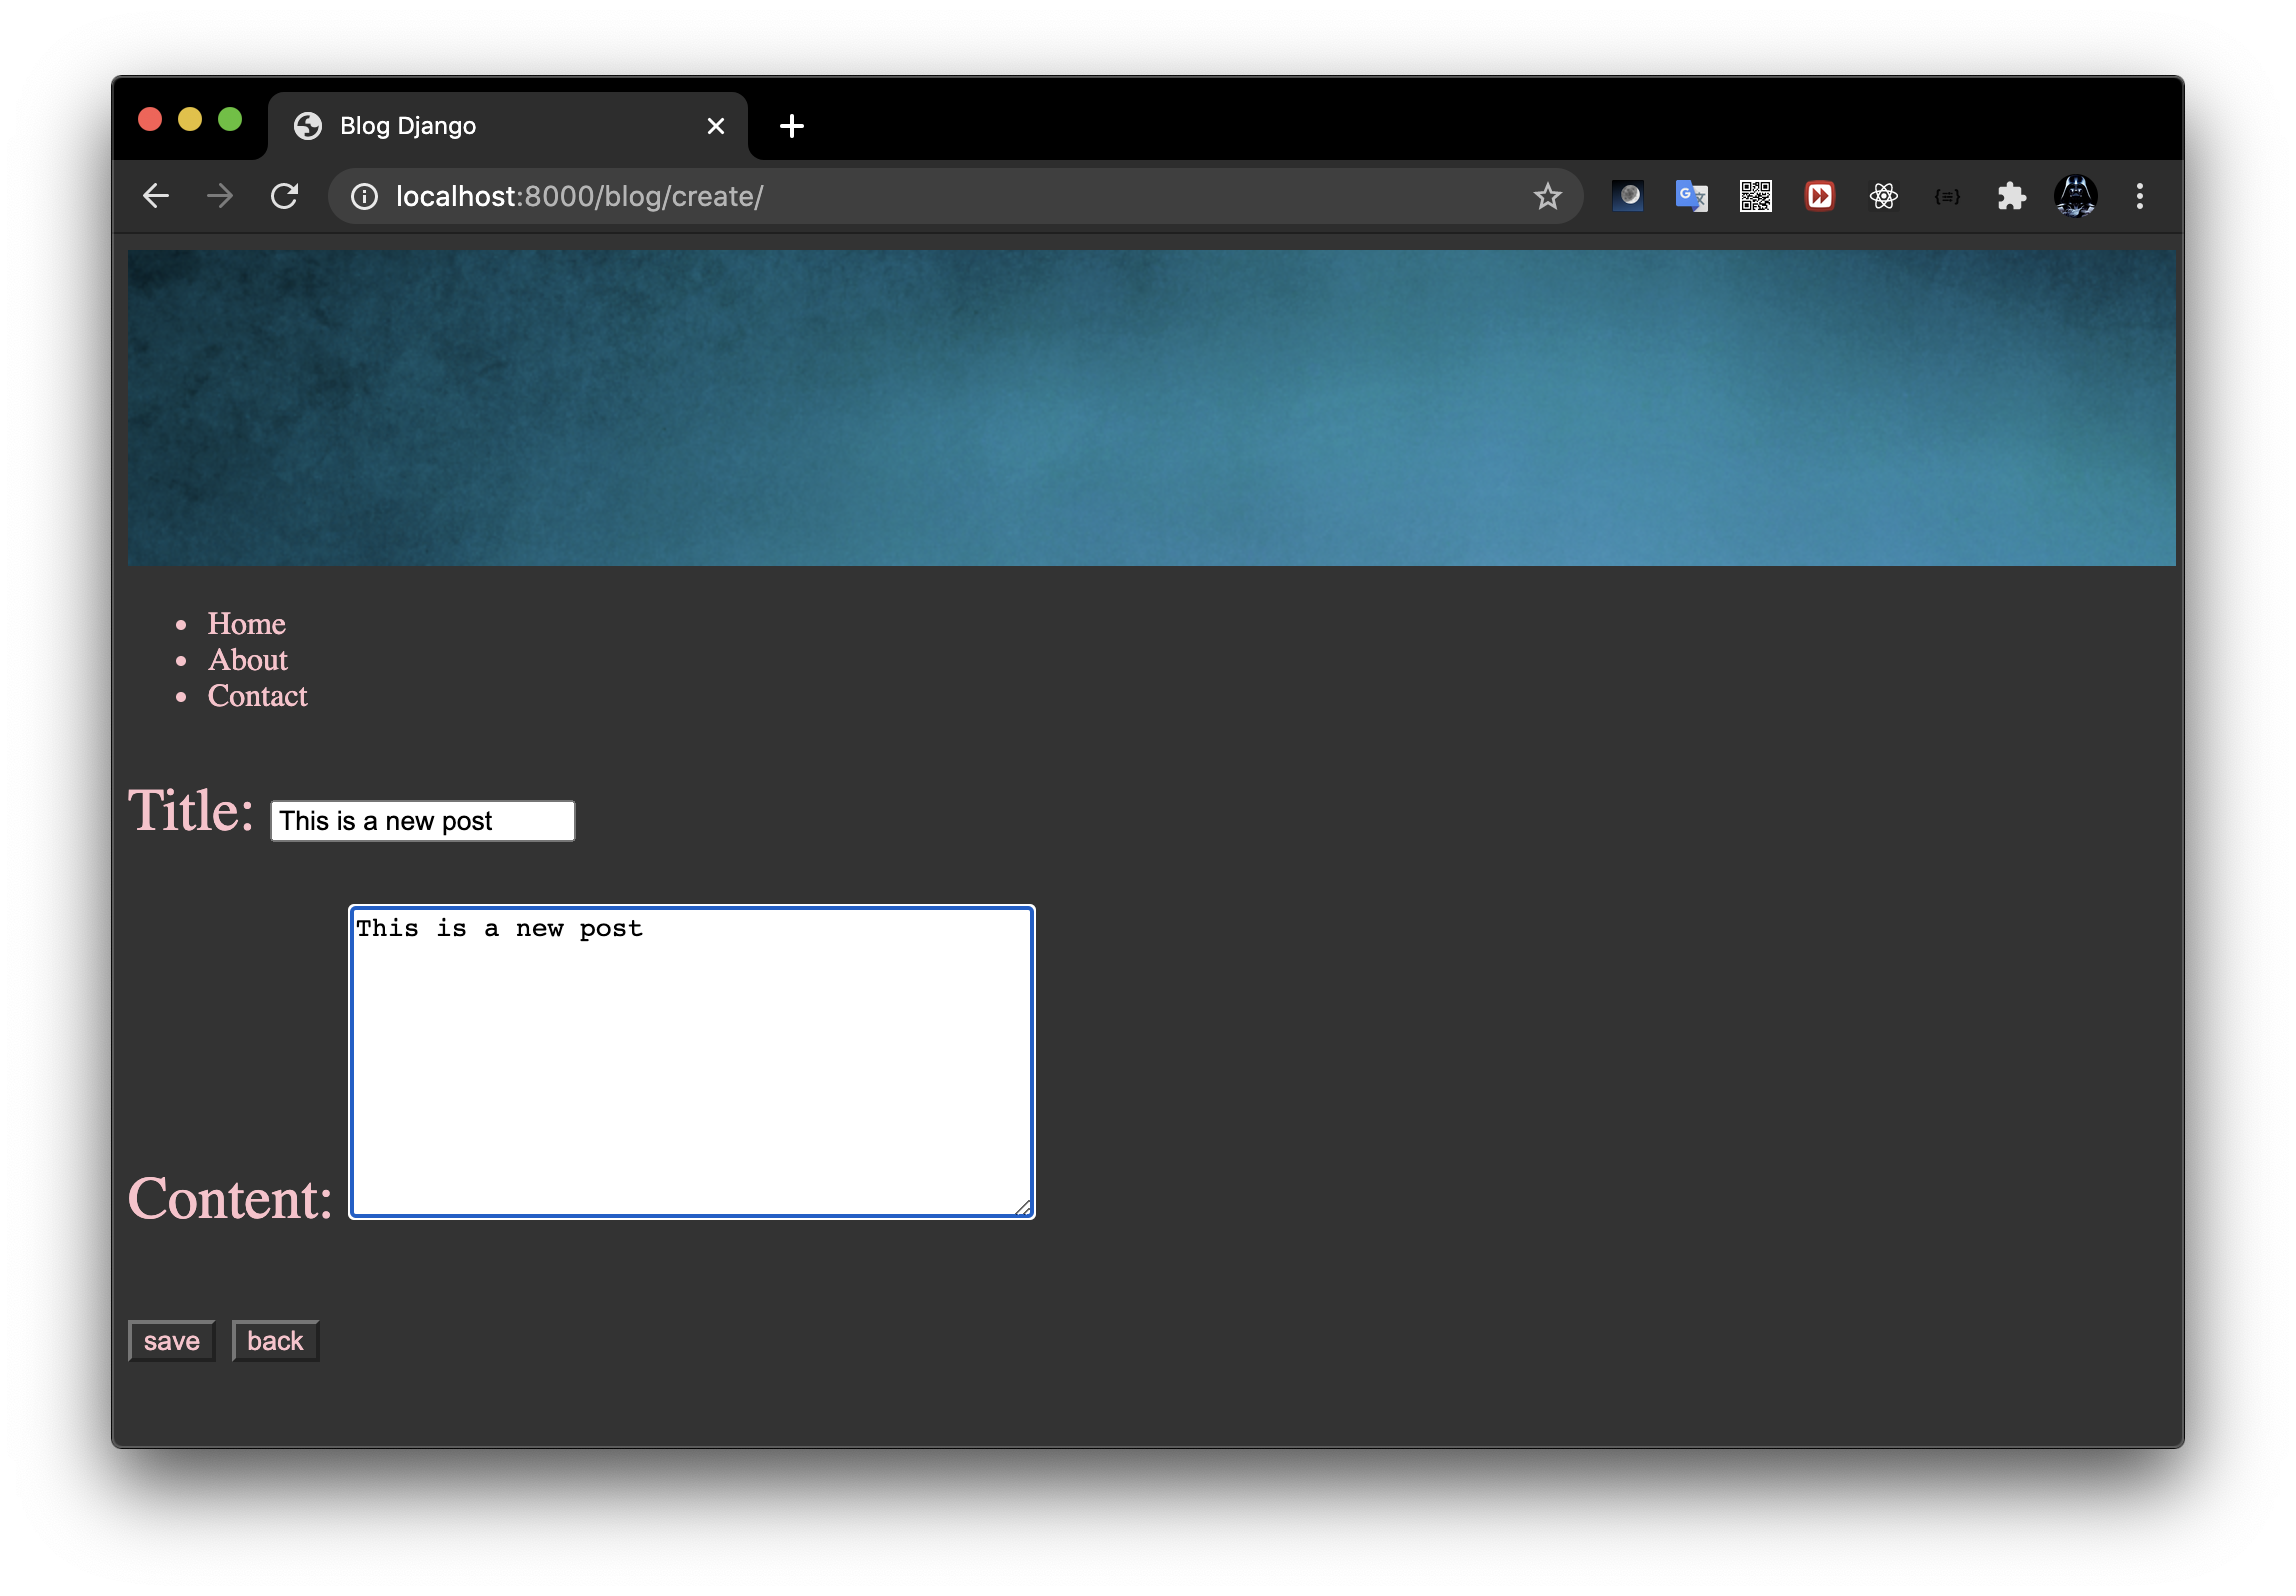 Blog Django
localhost:8000/blog/create/
Home
About
Contact
Title: This is a new post
This is a new post
Content:
save back